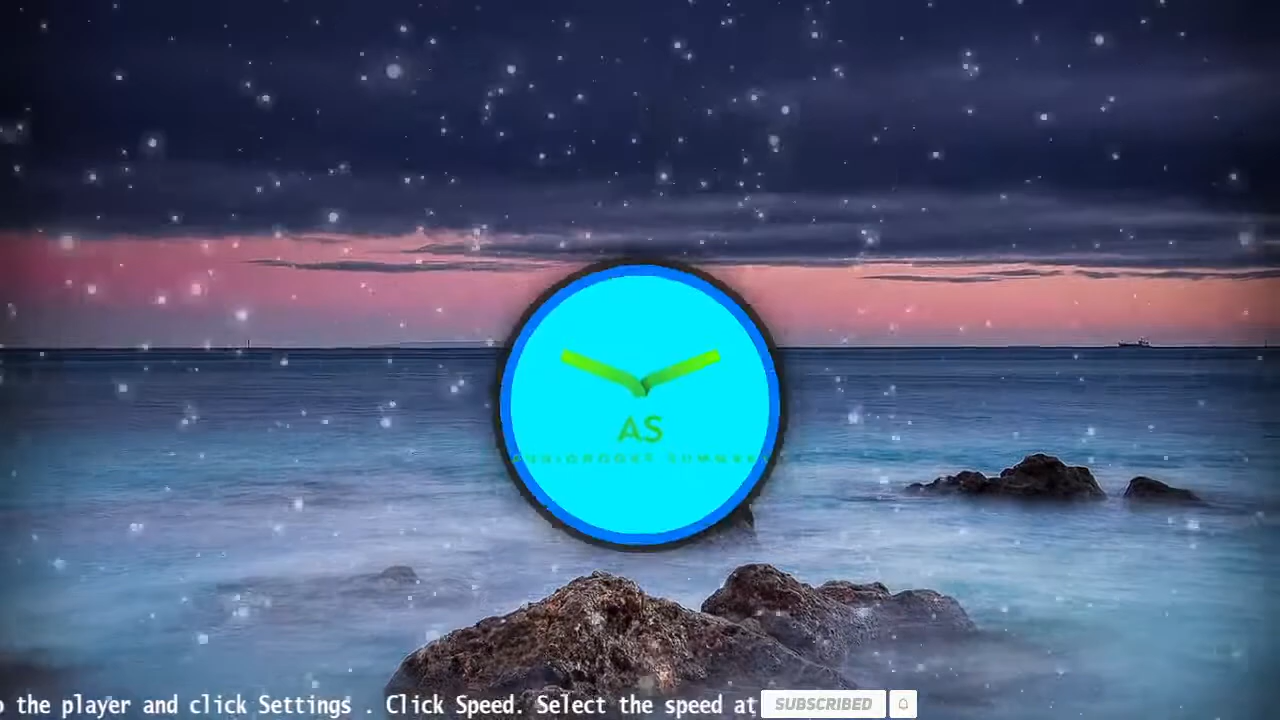 AS
the player and click Settings . Click Speed. Select the speed at
SUBSCRIBED